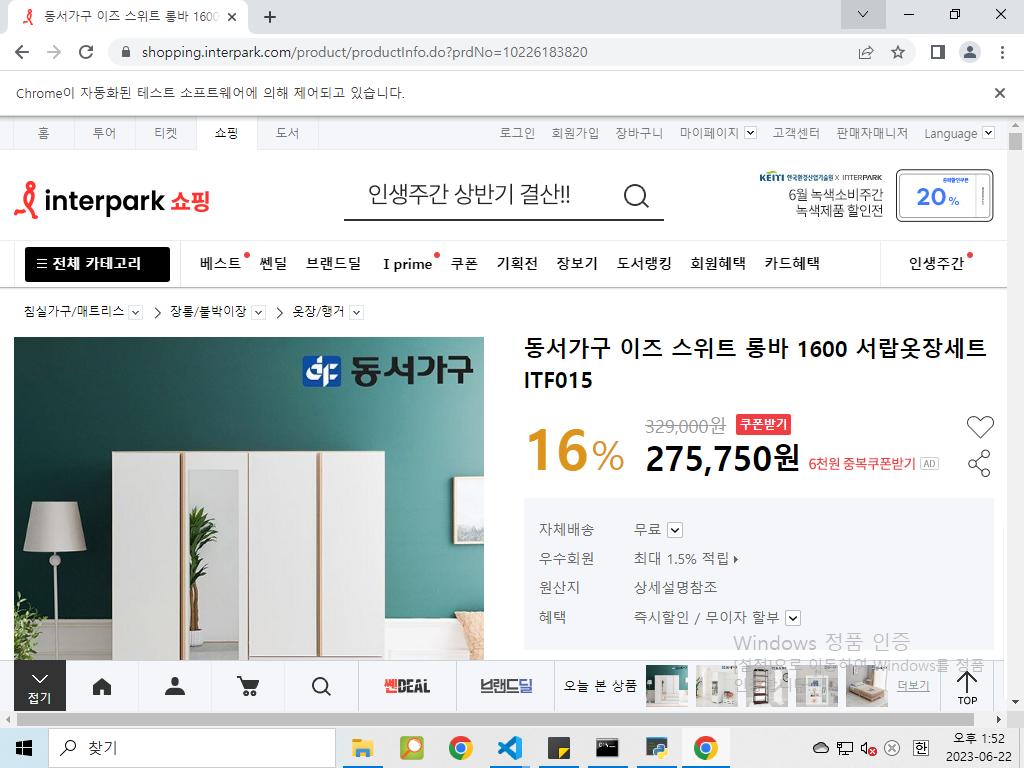 동서가구 이즈 스위트 롱바 1600
shopping.interpark.com/product/productInfo.do?prdNo=10226183820
Chrome이 자동화된 테스트 소프트웨어에 의해 제어되고 있습니다.
홈 투어 티켓 쇼핑 도서 로그인 회원가입 장바구니 마이페이지 고객센터 판매자매니저 Language
interpark 쇼핑
인생주간 상반기 결산!!
KEITI 한국환경산업기술원 X INTERPARK
6월 녹색소비주간
녹색제품 할인전
중복할인쿠폰
20%
전체 카테고리 베스트 쎈딜 브랜드딜 I prime 쿠폰 기획전 장보기 도서랭킹 회원혜택 카드혜택 인생주간
침실가구/매트리스 장롱/붙박이장 옷장/행거
동서가구
동서가구 이즈 스위트 롱바 1600 서랍옷장세트
ITF015
16%
329,000원 쿠폰받기
275,750원 6천원 중복쿠폰받기 AD
자체배송 무료
우수회원 최대 1.5% 적립
원산지 상세설명참조
혜택 즉시할인 / 무이자 할부
Windows 정품 인증
[설정]으로 이동하여 Windows를 정품
접기 쎈DEAL 브랜드딜 오늘 본 상품 더보기 TOP
찾기
한
오후 1:52
2023-06-22